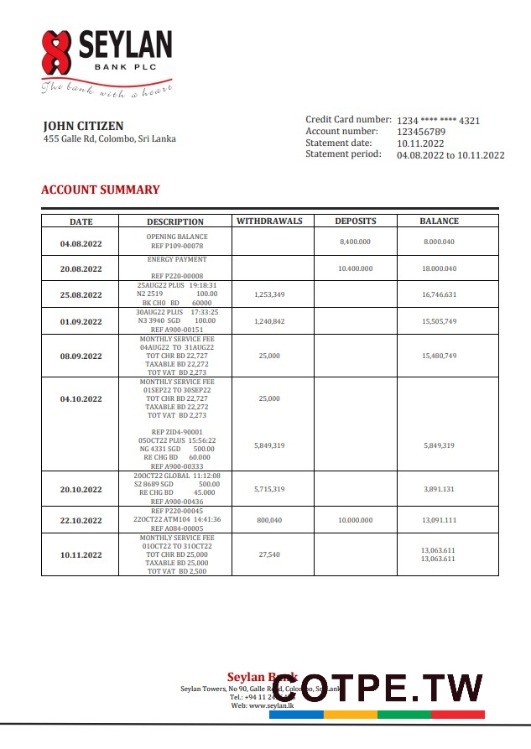 SEYLAN
BANK PLC
The bank with a heart
JOHN CITIZEN
455 Galle Rd, Colombo, Sri Lanka
Credit Card number: 1234 **** **** 4321
Account number: 123456789
Statement date: 10.11.2022
Statement period: 04.08.2022 to 10.11.2022
ACCOUNT SUMMARY
DATE DESCRIPTION WITHDRAWALS DEPOSITS BALANCE
OPENING BALANCE
04.08.2022 8,400.000 8.000.040
REF P109-00078
ENERGY PAYMENT
20.08.2022 10.400.000 18.000.040
REF P220-00008
25AUG22 PLUS 19:18:31
25.08.2022 N2 2519 100.00 1,253,349 16,746.631
BK CHO BD 60000
30AUG22 PLUS 17:33:25
01.09.2022 N3 3940 SGD 100.00 1,240,842 15,505,749
REF A900-00151
MONTHLY SERVICE FEE
04AUG22 TO 31AUG22
08.09.2022 TOT CHR BD 22,727 25,000 15,480,749
TAXABLE BD 22,272
TOT VAT BD 2,273
MONTHLY SERVICE FEE
01SEP22 TO 30SEP22
04.10.2022 TOT CHR BD 22,727 25,000
TAXABLE BD 22,272
TOT VAT BD 2,273
REP ZID4-90001
05OCT22 PLUS 15:56:22
NG 4331 SGD 500.00 5,849,319 5,849,319
RE CHG BD 60.000
REF A900-00333
20OCT22 GLOBAL 11:12:08
20.10.2022 S2 8689 SGD 500.00 5,715,319 3,891.131
RE CHG BD 45.000
REF A900-00436
REF P220-00045
22.10.2022 22OCT22 ATM104 14:41:36 800,040 10.000.000 13,091.111
REF A084-00005
MONTHLY SERVICE FEE
01OCT22 TO 31OCT22
10.11.2022 TOT CHR BD 25,000 27,540 13,063.611
TAXABLE BD 25,000 13,063.611
TOT VAT BD 2,500
Seylan Bank
Seylan Towers, No 90, Galle Road, Colombo, Sri Lanka
Tel.: +94 11
Web: www.seylan.lk
COTPE.TW